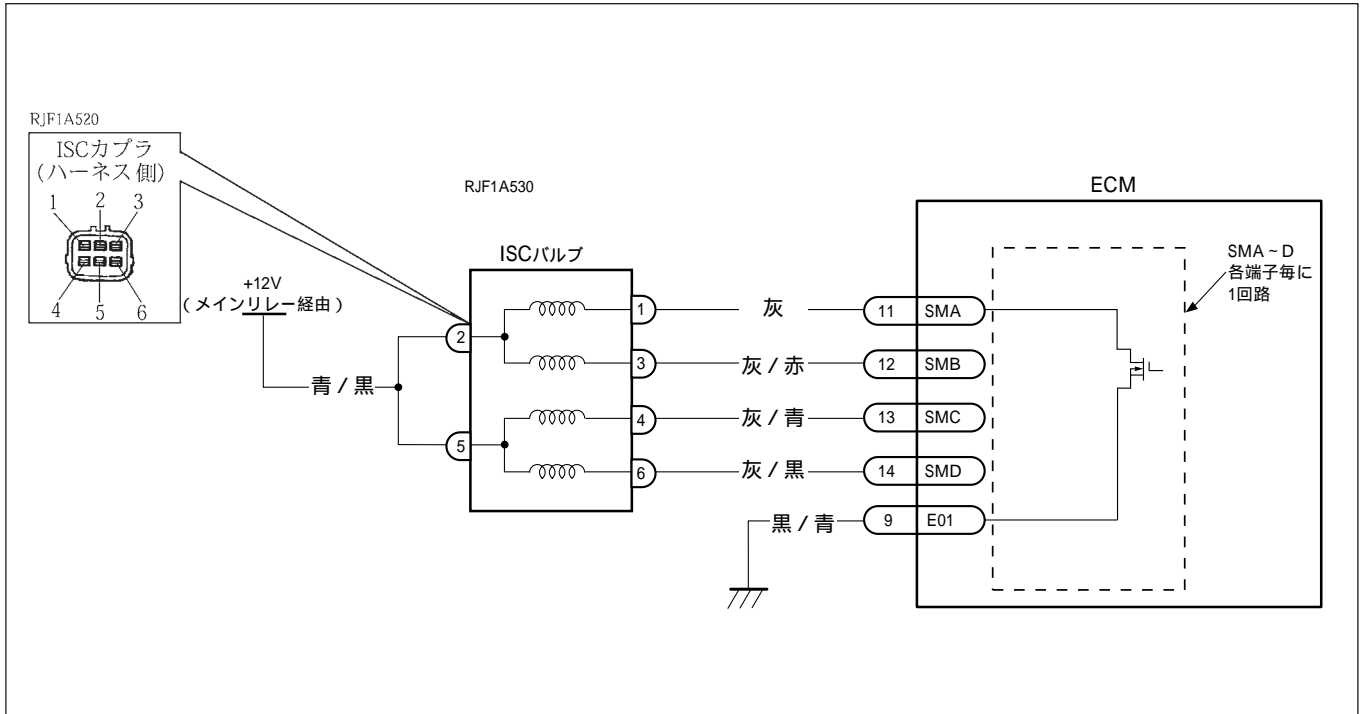 RJF1A520
ISCカプラ
(ハーネス側)
1 2 3
4 5 6
+12V
(メインリレー経由)
青/黒
RJF1A530
ISCバルブ
2
5
1
3
4
6
灰
灰/赤
灰/青
灰/黒
黒/青
ECM
11 SMA
12 SMB
13 SMC
14 SMD
9 E01
SMA~D
各端子毎に
1回路